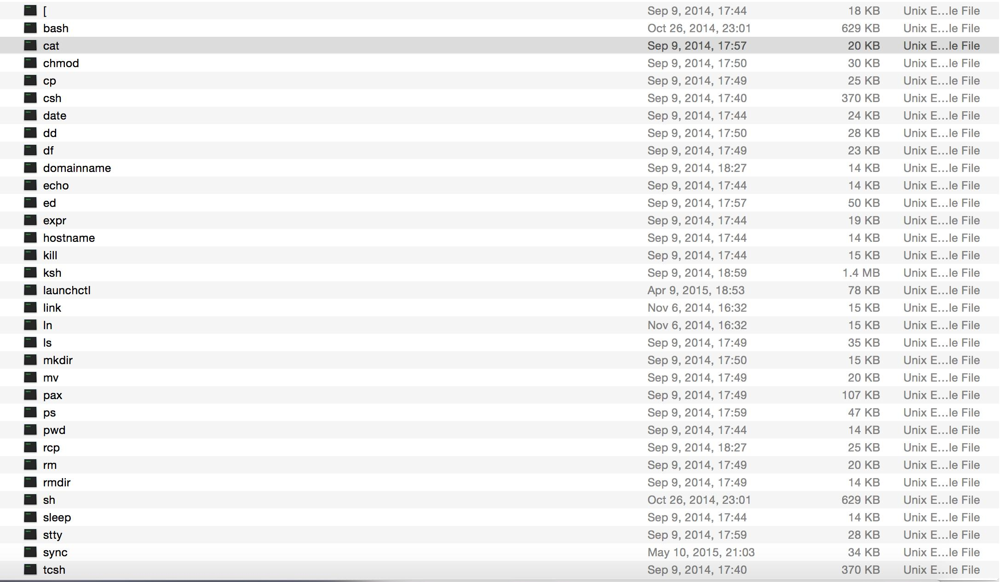 [ Sep 9, 2014, 17:44 18 KB Unix E...le File
bash Oct 26, 2014, 23:01 629 KB Unix E...le File
cat Sep 9, 2014, 17:57 20 KB Unix E...le File
chmod Sep 9, 2014, 17:50 30 KB Unix E...le File
cp Sep 9, 2014, 17:49 25 KB Unix E...le File
csh Sep 9, 2014, 17:40 370 KB Unix E...le File
date Sep 9, 2014, 17:44 24 KB Unix E...le File
dd Sep 9, 2014, 17:50 28 KB Unix E...le File
df Sep 9, 2014, 17:49 23 KB Unix E...le File
domainname Sep 9, 2014, 18:27 14 KB Unix E...le File
echo Sep 9, 2014, 17:44 14 KB Unix E...le File
ed Sep 9, 2014, 17:57 50 KB Unix E...le File
expr Sep 9, 2014, 17:44 19 KB Unix E...le File
hostname Sep 9, 2014, 17:44 14 KB Unix E...le File
kill Sep 9, 2014, 17:44 15 KB Unix E...le File
ksh Sep 9, 2014, 18:59 1.4 MB Unix E...le File
launchctl Apr 9, 2015, 18:53 78 KB Unix E...le File
link Nov 6, 2014, 16:32 15 KB Unix E...le File
ln Nov 6, 2014, 16:32 15 KB Unix E...le File
ls Sep 9, 2014, 17:49 35 KB Unix E...le File
mkdir Sep 9, 2014, 17:50 15 KB Unix E...le File
mv Sep 9, 2014, 17:49 20 KB Unix E...le File
pax Sep 9, 2014, 17:49 107 KB Unix E...le File
ps Sep 9, 2014, 17:59 47 KB Unix E...le File
pwd Sep 9, 2014, 17:44 14 KB Unix E...le File
rcp Sep 9, 2014, 18:27 25 KB Unix E...le File
rm Sep 9, 2014, 17:49 20 KB Unix E...le File
rmdir Sep 9, 2014, 17:49 14 KB Unix E...le File
sh Oct 26, 2014, 23:01 629 KB Unix E...le File
sleep Sep 9, 2014, 17:44 14 KB Unix E...le File
stty Sep 9, 2014, 17:59 28 KB Unix E...le File
sync May 10, 2015, 21:03 34 KB Unix E...le File
tcsh Sep 9, 2014, 17:40 370 KB Unix E...le File